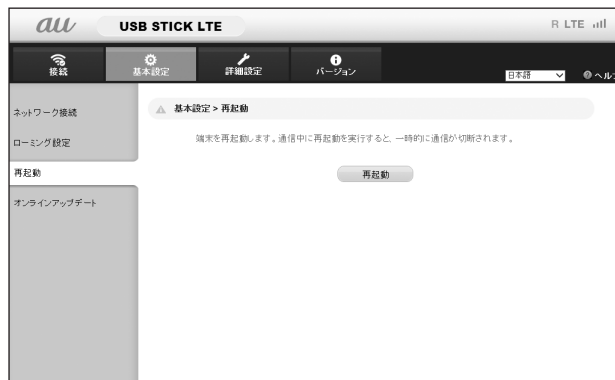 au USB STICK LTE R LTE
接続 基本設定 詳細設定 バージョン 日本語
ネットワーク接続
ローミング設定
再起動
オンラインアップデート
基本設定 > 再起動
端末を再起動します。通信中に再起動を実行すると、一時的に通信が切断されます。
再起動